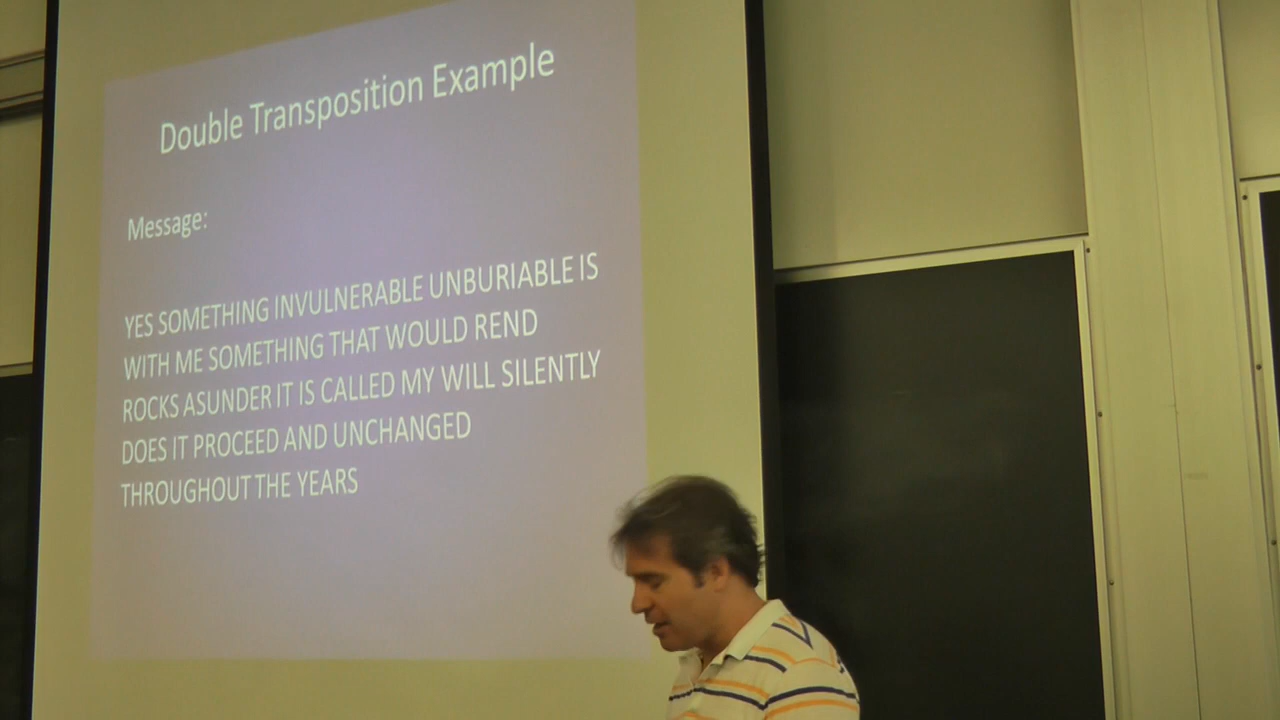 Double Transposition Example
Message:
YES SOMETHING INVULNERABLE UNBURIABLE IS
WITH ME SOMETHING THAT WOULD REND
ROCKS ASUNDER IT IS CALLED MY WILL SILENTLY
DOES IT PROCEED AND UNCHANGED
THROUGHOUT THE YEARS